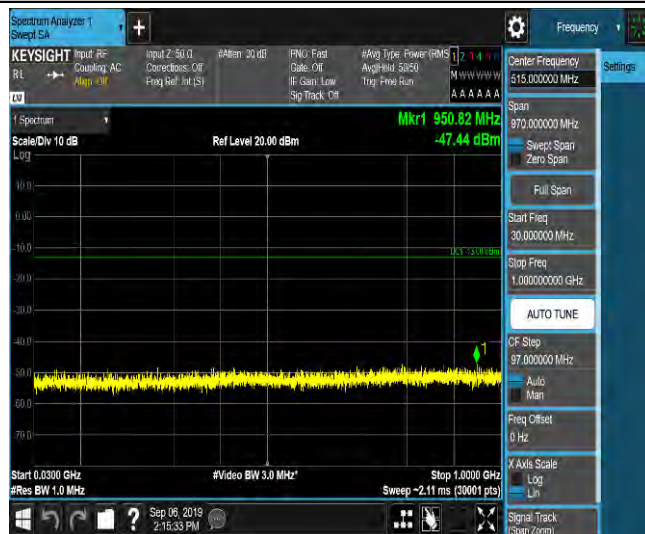 Spectrum Analyzer 1
Swept SA
+
Frequency
KEYSIGHT
RL
Input: RF
Coupling: AC
Align: Off
Input Z: 50 Ω
Corrections: Off
Freq Ref: Int (S)
#Atten: 30 dB
PNO: Fast
Gate: Off
IF Gain: Low
Sig Track: Off
#Avg Type: Power (RMS
Avg|Hold: 50/50
Trig: Free Run
M W W W W W
A A A A A A
LXI
1 Spectrum
Scale/Div 10 dB
Log
Ref Level 20.00 dBm
Mkr1 950.82 MHz
-47.44 dBm
10.0
0.00
-10.0
DL1 -13.00 dBm
-20.0
-30.0
-40.0
1
-50.0
-60.0
-70.0
Start 0.0300 GHz
#Video BW 3.0 MHz*
Stop 1.0000 GHz
#Res BW 1.0 MHz
Sweep ~2.11 ms (30001 pts)
?
Sep 06, 2019
2:15:33 PM
Settings
Center Frequency
515.000000 MHz
Span
970.000000 MHz
Swept Span
Zero Span
Full Span
Start Freq
30.000000 MHz
Stop Freq
1.000000000 GHz
AUTO TUNE
CF Step
97.000000 MHz
Auto
Man
Freq Offset
0 Hz
X Axis Scale
Log
Lin
Signal Track
(Span Zoom)